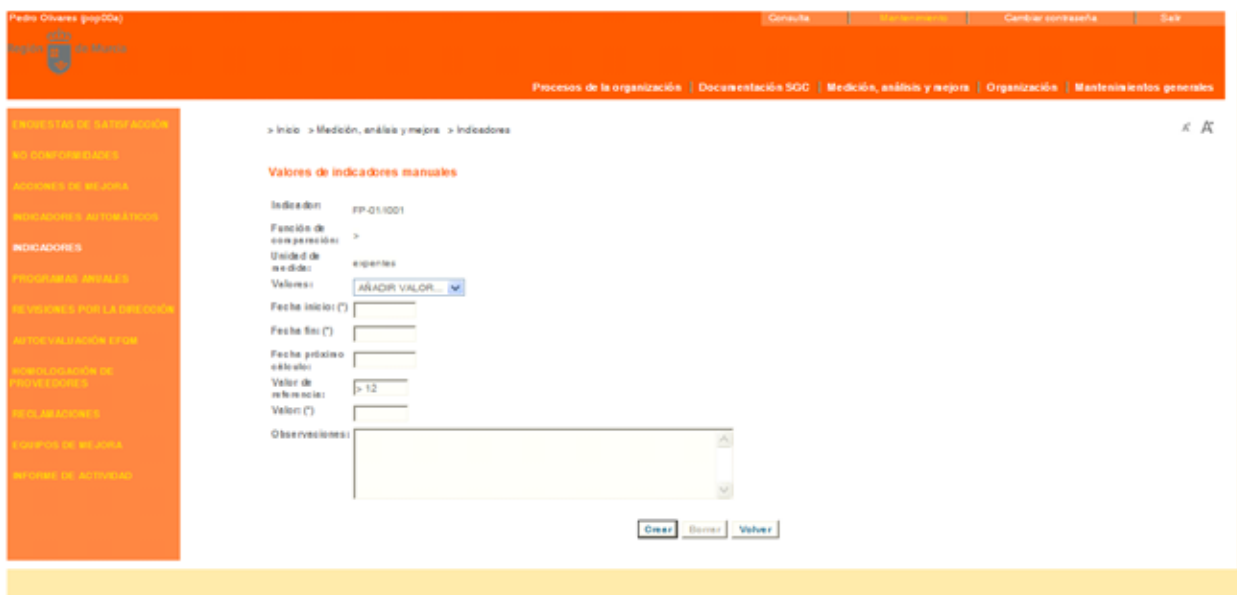 Pedro Olivares (pop00a)
Consulta
Mantenimiento
Cambiar contraseña
Salir
Región de Murcia
Procesos de la organización | Documentación SGC | Medición, análisis y mejora | Organización | Mantenimientos generales
ENCUESTAS DE SATISFACCIÓN
NO CONFORMIDADES
ACCIONES DE MEJORA
INDICADORES AUTOMÁTICOS
INDICADORES
PROGRAMAS ANUALES
REVISIONES POR LA DIRECCIÓN
AUTOEVALUACIÓN EFQM
HOMOLOGACIÓN DE
PROVEEDORES
RECLAMACIONES
EQUIPOS DE MEJORA
INFORME DE ACTIVIDAD
> Inicio > Medición, análisis y mejora > Indicadores
A A
Valores de indicadores manuales
Indicador: FP-01/I001
Función de
comparación: >
Unidad de
medida: expentes
Valores: AÑADIR VALOR...
Fecha inicio: (*)
Fecha fin: (*)
Fecha próximo
cálculo:
Valor de
referencia: > 12
Valor: (*)
Observaciones:
Crear Borrar Volver